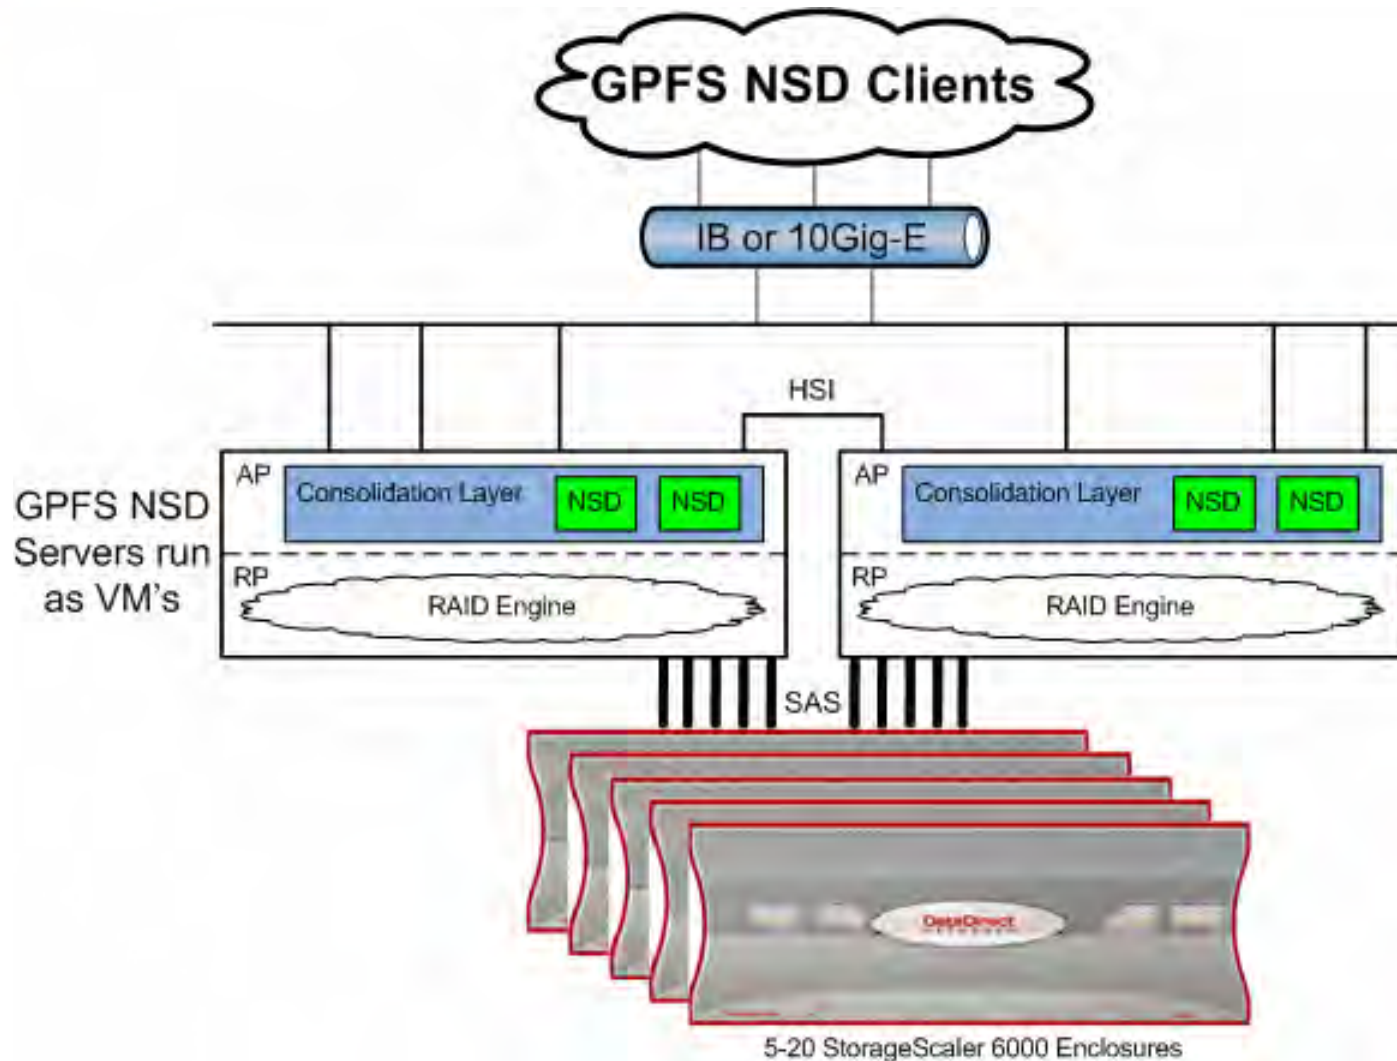 GPFS NSD Clients
IB or 10Gig-E
HSI
GPFS NSD
Servers run
as VM's
AP
Consolidation Layer
NSD
NSD
RP
RAID Engine
AP
Consolidation Layer
NSD
NSD
RP
RAID Engine
SAS
DataDirect
NETWORKS
5-20 StorageScaler 6000 Enclosures